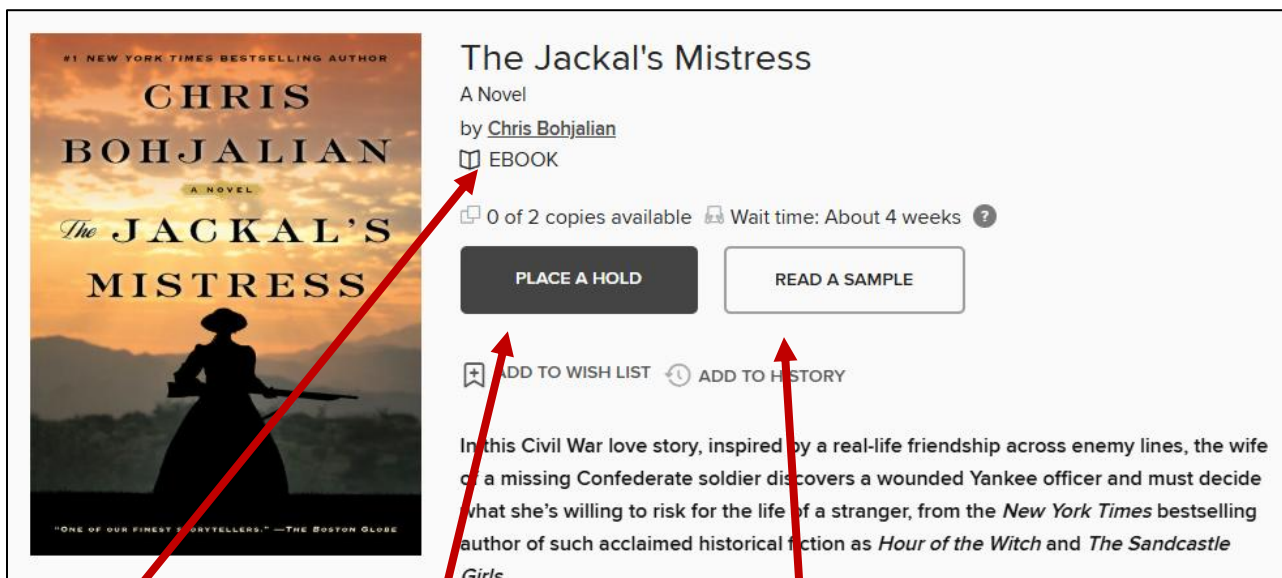 #1 NEW YORK TIMES BESTSELLING AUTHOR
CHRIS
BOHJALIAN
A NOVEL
The JACKAL'S
MISTRESS
"ONE OF OUR FINEST STORYTELLERS." —THE BOSTON GLOBE
The Jackal's Mistress
A Novel
by Chris Bohjalian
EBOOK
0 of 2 copies available Wait time: About 4 weeks ?
PLACE A HOLD READ A SAMPLE
ADD TO WISH LIST ADD TO HISTORY
In this Civil War love story, inspired by a real-life friendship across enemy lines, the wife
of a missing Confederate soldier discovers a wounded Yankee officer and must decide
what she's willing to risk for the life of a stranger, from the New York Times bestselling
author of such acclaimed historical fiction as Hour of the Witch and The Sandcastle
Girls